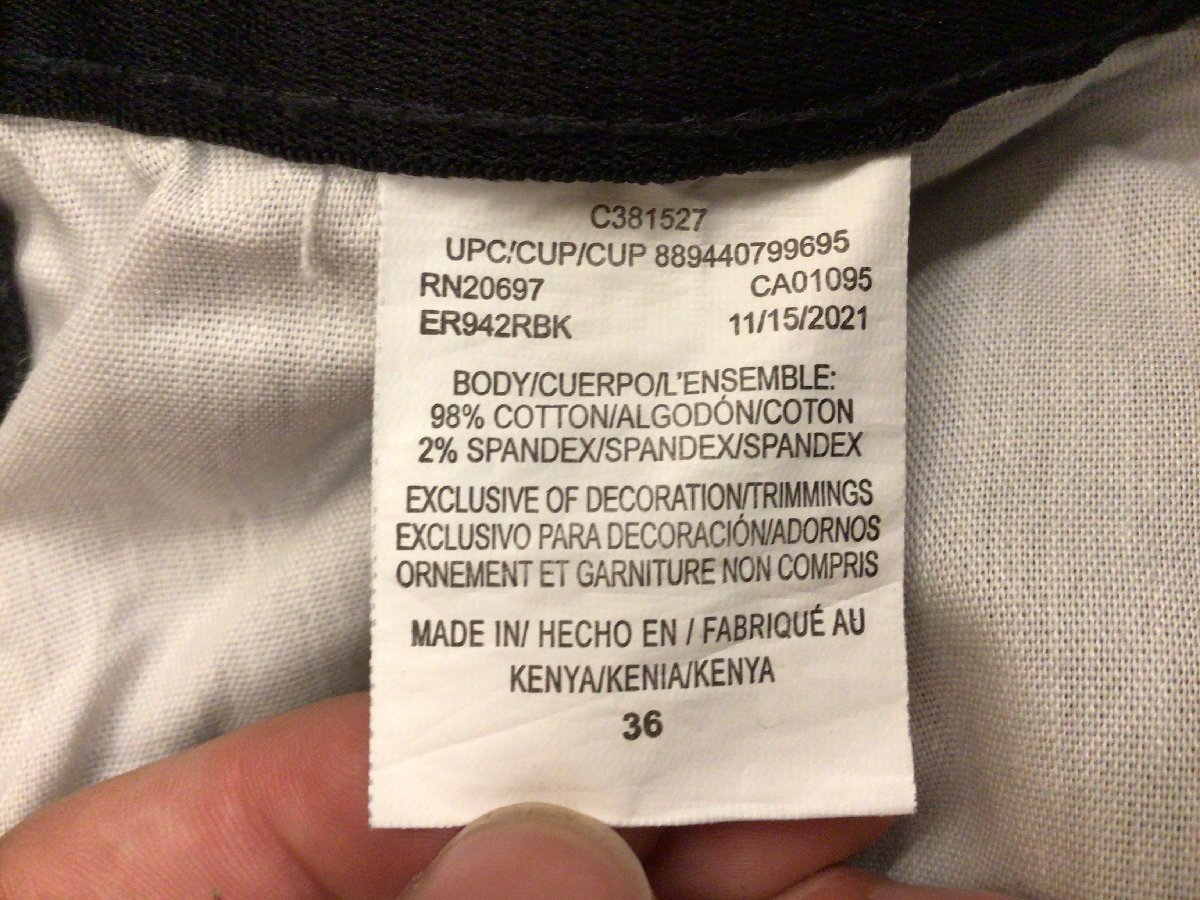 C381527
UPC/CUP/CUP 889440799695
RN20697 CA01095
ER942RBK 11/15/2021
BODY/CUERPO/L'ENSEMBLE:
98% COTTON/ALGODÓN/COTON
2% SPANDEX/SPANDEX/SPANDEX
EXCLUSIVE OF DECORATION/TRIMMINGS
EXCLUSIVO PARA DECORACIÓN/ADORNOS
ORNEMENT ET GARNITURE NON COMPRIS
MADE IN/ HECHO EN / FABRIQUÉ AU
KENYA/KENIA/KENYA
36